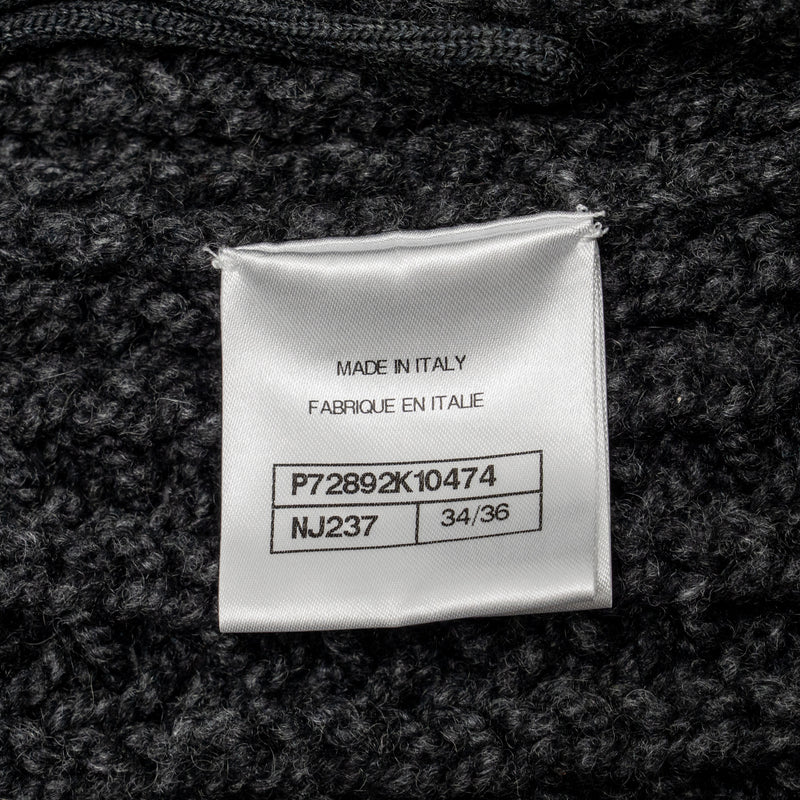 MADE IN ITALY
FABRIQUE EN ITALIE
P72892K10474
NJ237 34/36